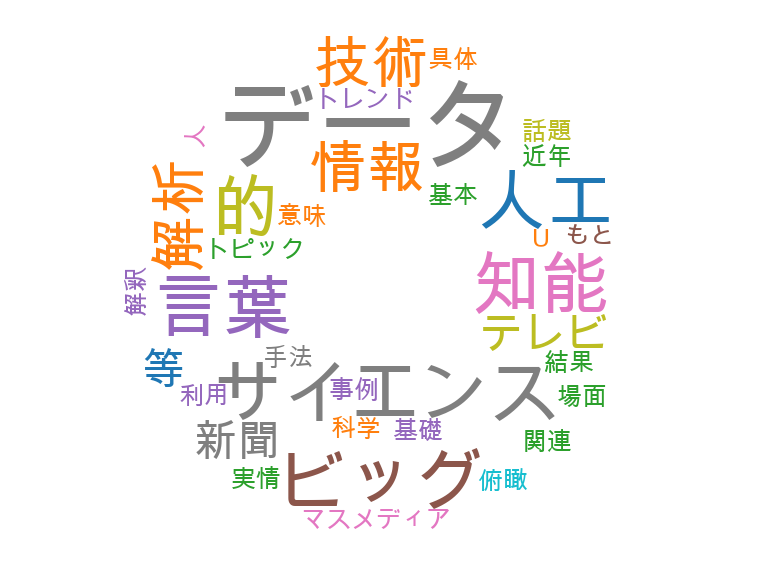 技術
具体
トレンド
データ
話題
人
情報
近年
解析
的
基本
人工
意味
U
もと
トピック
解釈
言葉
知能
テレビ
等
手法
サイエンス
結果
利用
事例
場面
新聞
科学
基礎
関連
実情
ビッグ
俯瞰
マスメディア